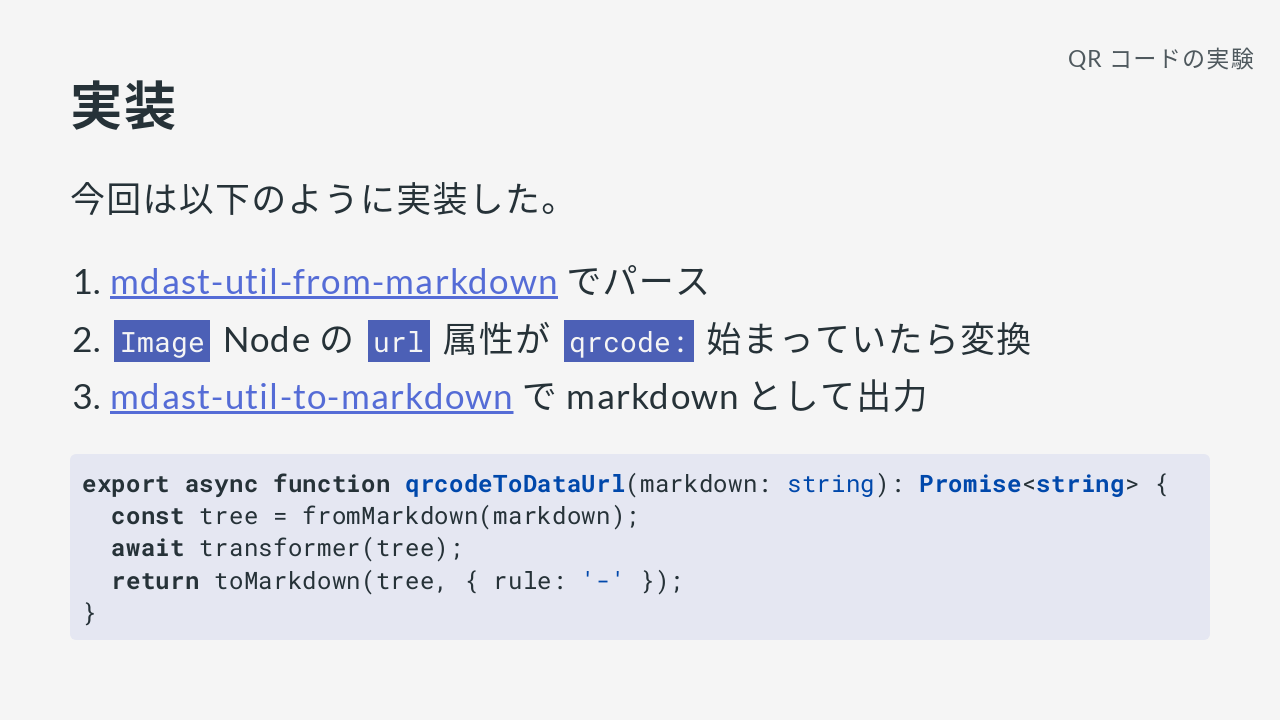 QR コードの実験
実装
今回は以下のように実装した。
1. mdast-util-from-markdown でパース
2. Image Node の url 属性が qrcode: 始まっていたら変換
3. mdast-util-to-markdown で markdown として出力
export async function qrcodeToDataUrl(markdown: string): Promise<string> {
  const tree = fromMarkdown(markdown);
  await transformer(tree);
  return toMarkdown(tree, { rule: '-' });
}